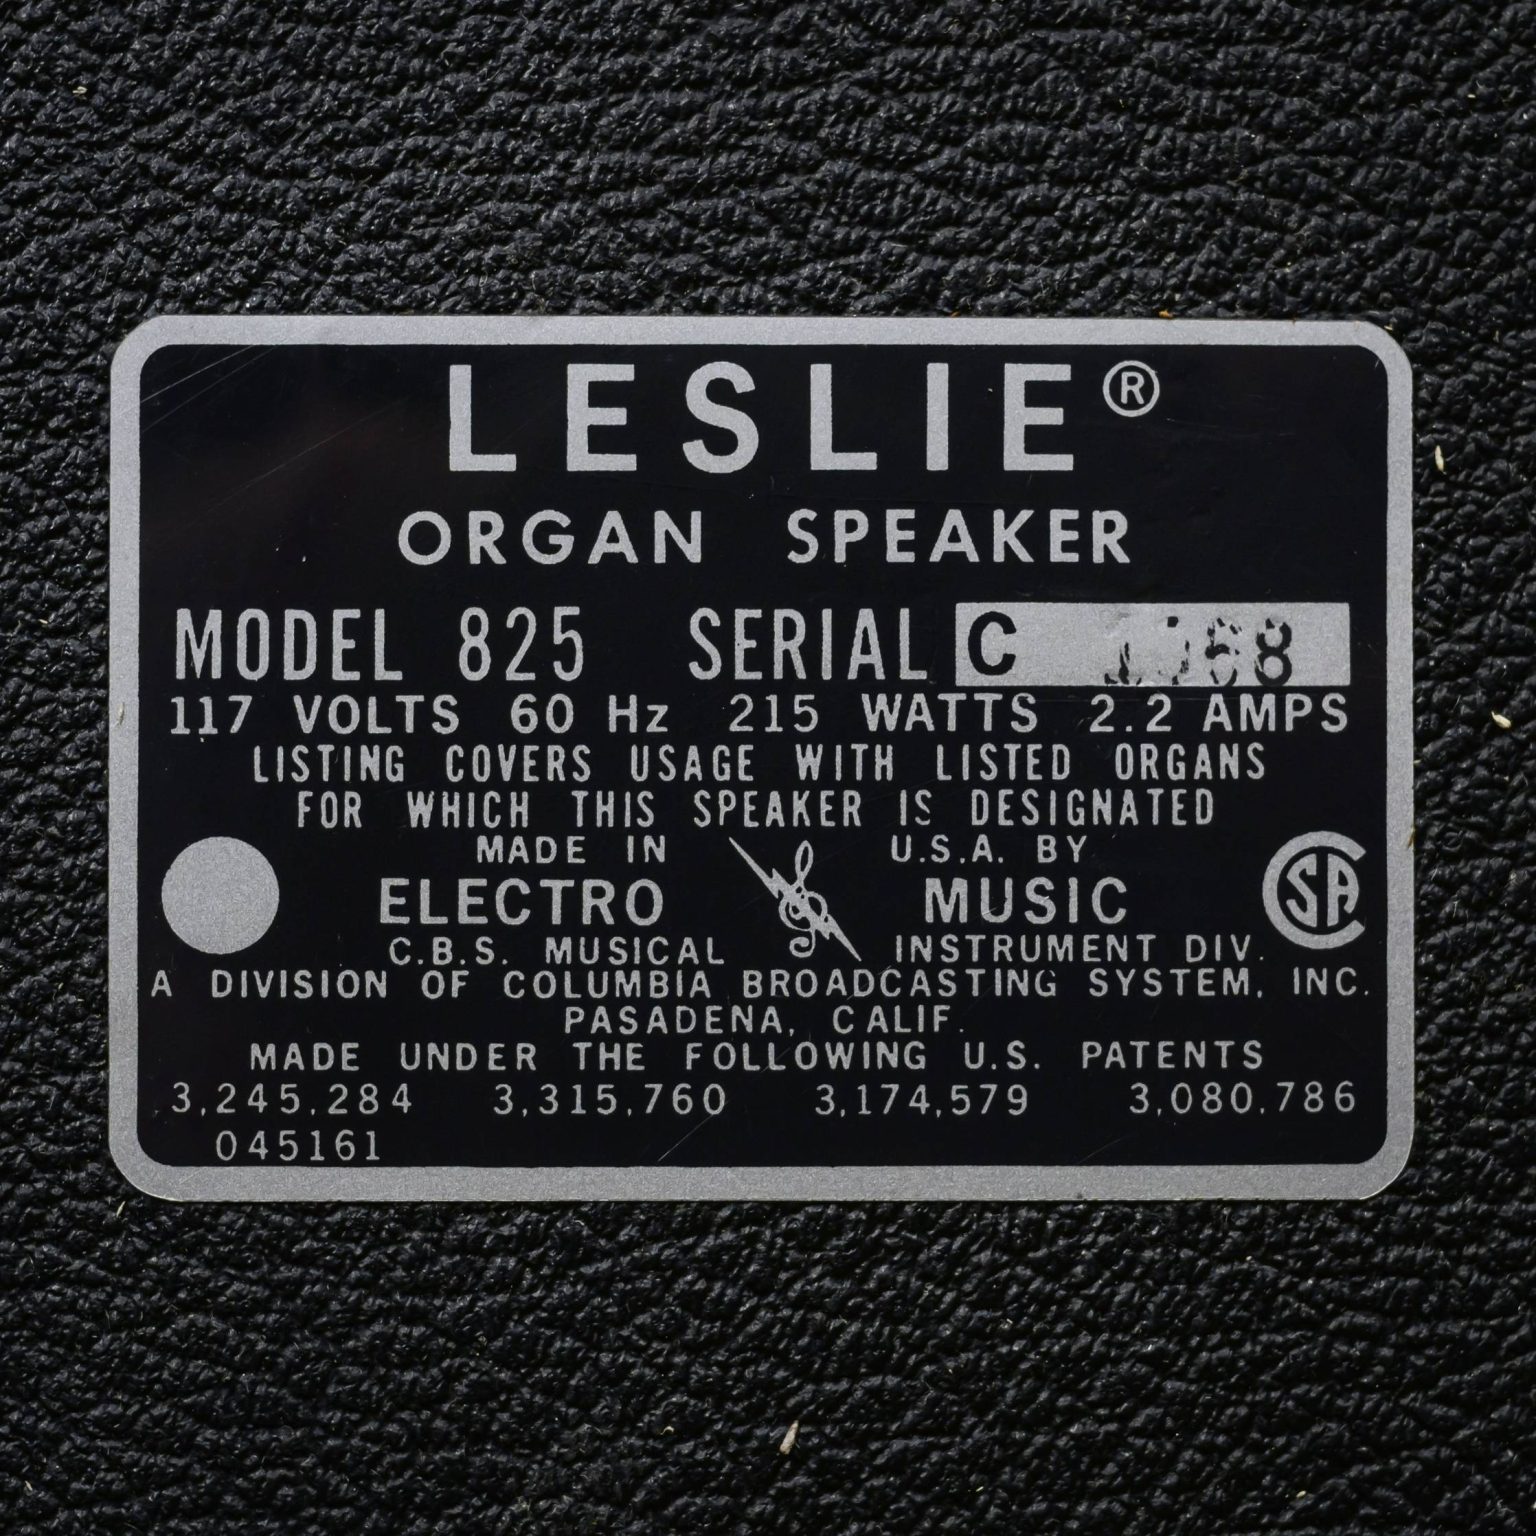 LESLIE®
ORGAN SPEAKER
MODEL 825 SERIAL C
117 VOLTS 60 Hz 215 WATTS 2.2 AMPS
LISTING COVERS USAGE WITH LISTED ORGANS
FOR WHICH THIS SPEAKER IS DESIGNATED
MADE IN U.S.A. BY
ELECTRO MUSIC
CSA
C.B.S. MUSICAL INSTRUMENT DIV.
A DIVISION OF COLUMBIA BROADCASTING SYSTEM, INC.
PASADENA, CALIF.
MADE UNDER THE FOLLOWING U.S. PATENTS
3,245,284 3,315,760 3,174,579 3,080,786
045161